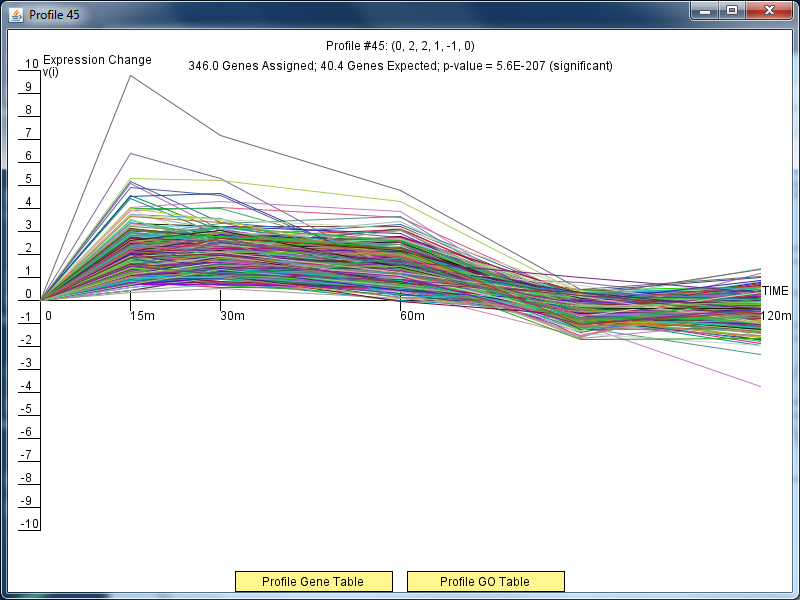 Profile 45
Profile #45: (0, 2, 2, 1, -1, 0)
346.0 Genes Assigned; 40.4 Genes Expected; p-value = 5.6E-207 (significant)
Expression Change
v(i)
10
9
8
7
6
5
4
3
2
1
0
-1
-2
-3
-4
-5
-6
-7
-8
-9
-10
TIME
0 15m 30m 60m 120m
Profile Gene Table Profile GO Table